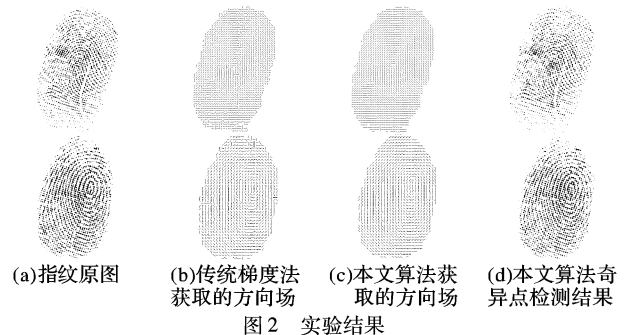 (a)指纹原图 (b)传统梯度法 (c)本文算法获 (d)本文算法奇
获取的方向场 取的方向场 异点检测结果
图2 实验结果